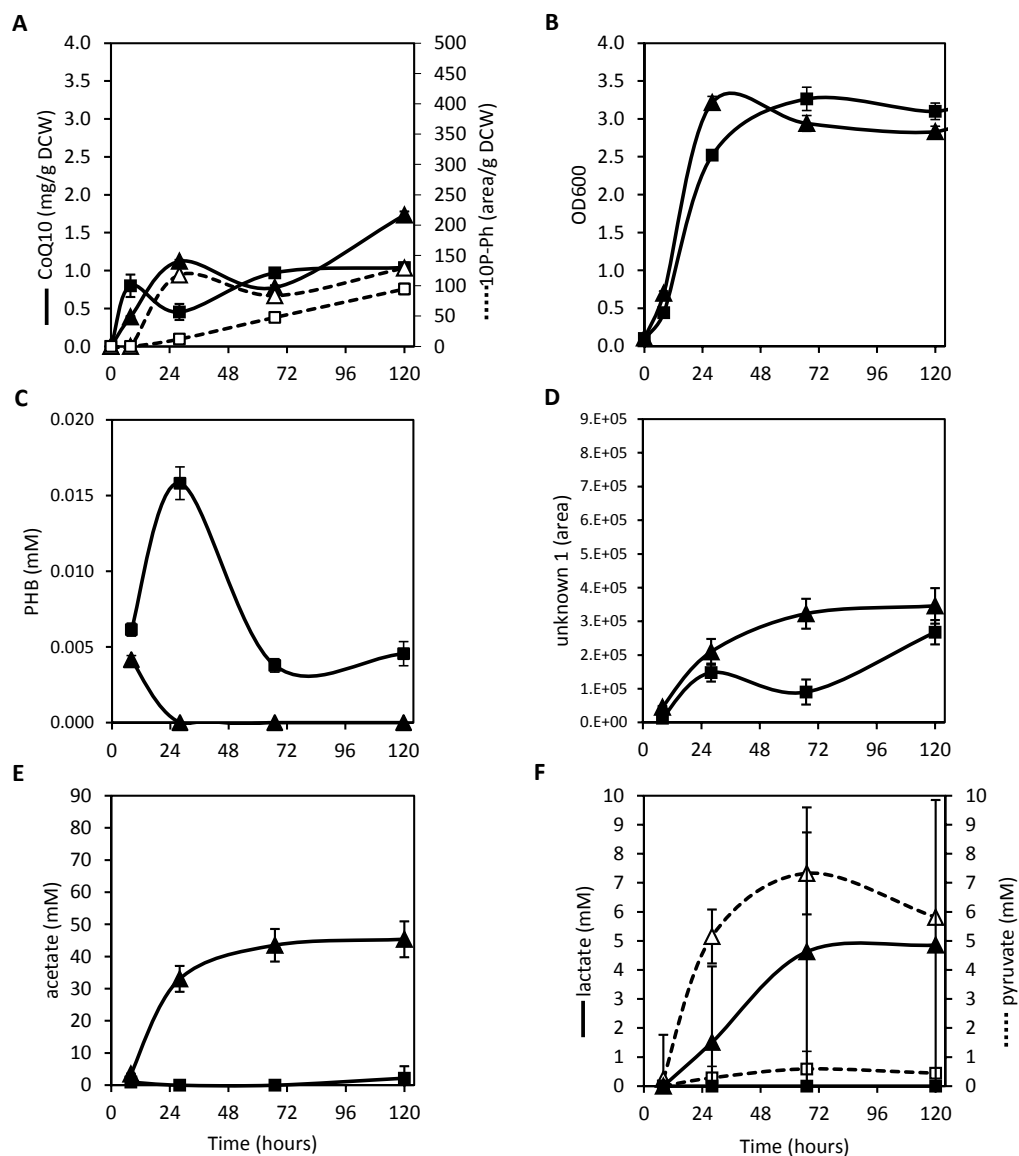 A
4.0
3.5
3.0
2.5
2.0
1.5
1.0
0.5
0.0
CoQ10 (mg/g DCW)
500
450
400
350
300
250
200
150
100
50
0
10P-Ph (area/g DCW)
0 24 48 72 96 120
B
4.0
3.5
3.0
2.5
2.0
1.5
1.0
0.5
0.0
OD600
0 24 48 72 96 120
C
0.020
0.015
0.010
0.005
0.000
PHB (mM)
0 24 48 72 96 120
D
9.E+05
8.E+05
7.E+05
6.E+05
5.E+05
4.E+05
3.E+05
2.E+05
1.E+05
0.E+00
unknown 1 (area)
0 24 48 72 96 120
E
90
80
70
60
50
40
30
20
10
0
acetate (mM)
0 24 48 72 96 120
Time (hours)
F
10
9
8
7
6
5
4
3
2
1
0
lactate (mM)
10
9
8
7
6
5
4
3
2
1
0
pyruvate (mM)
0 24 48 72 96 120
Time (hours)